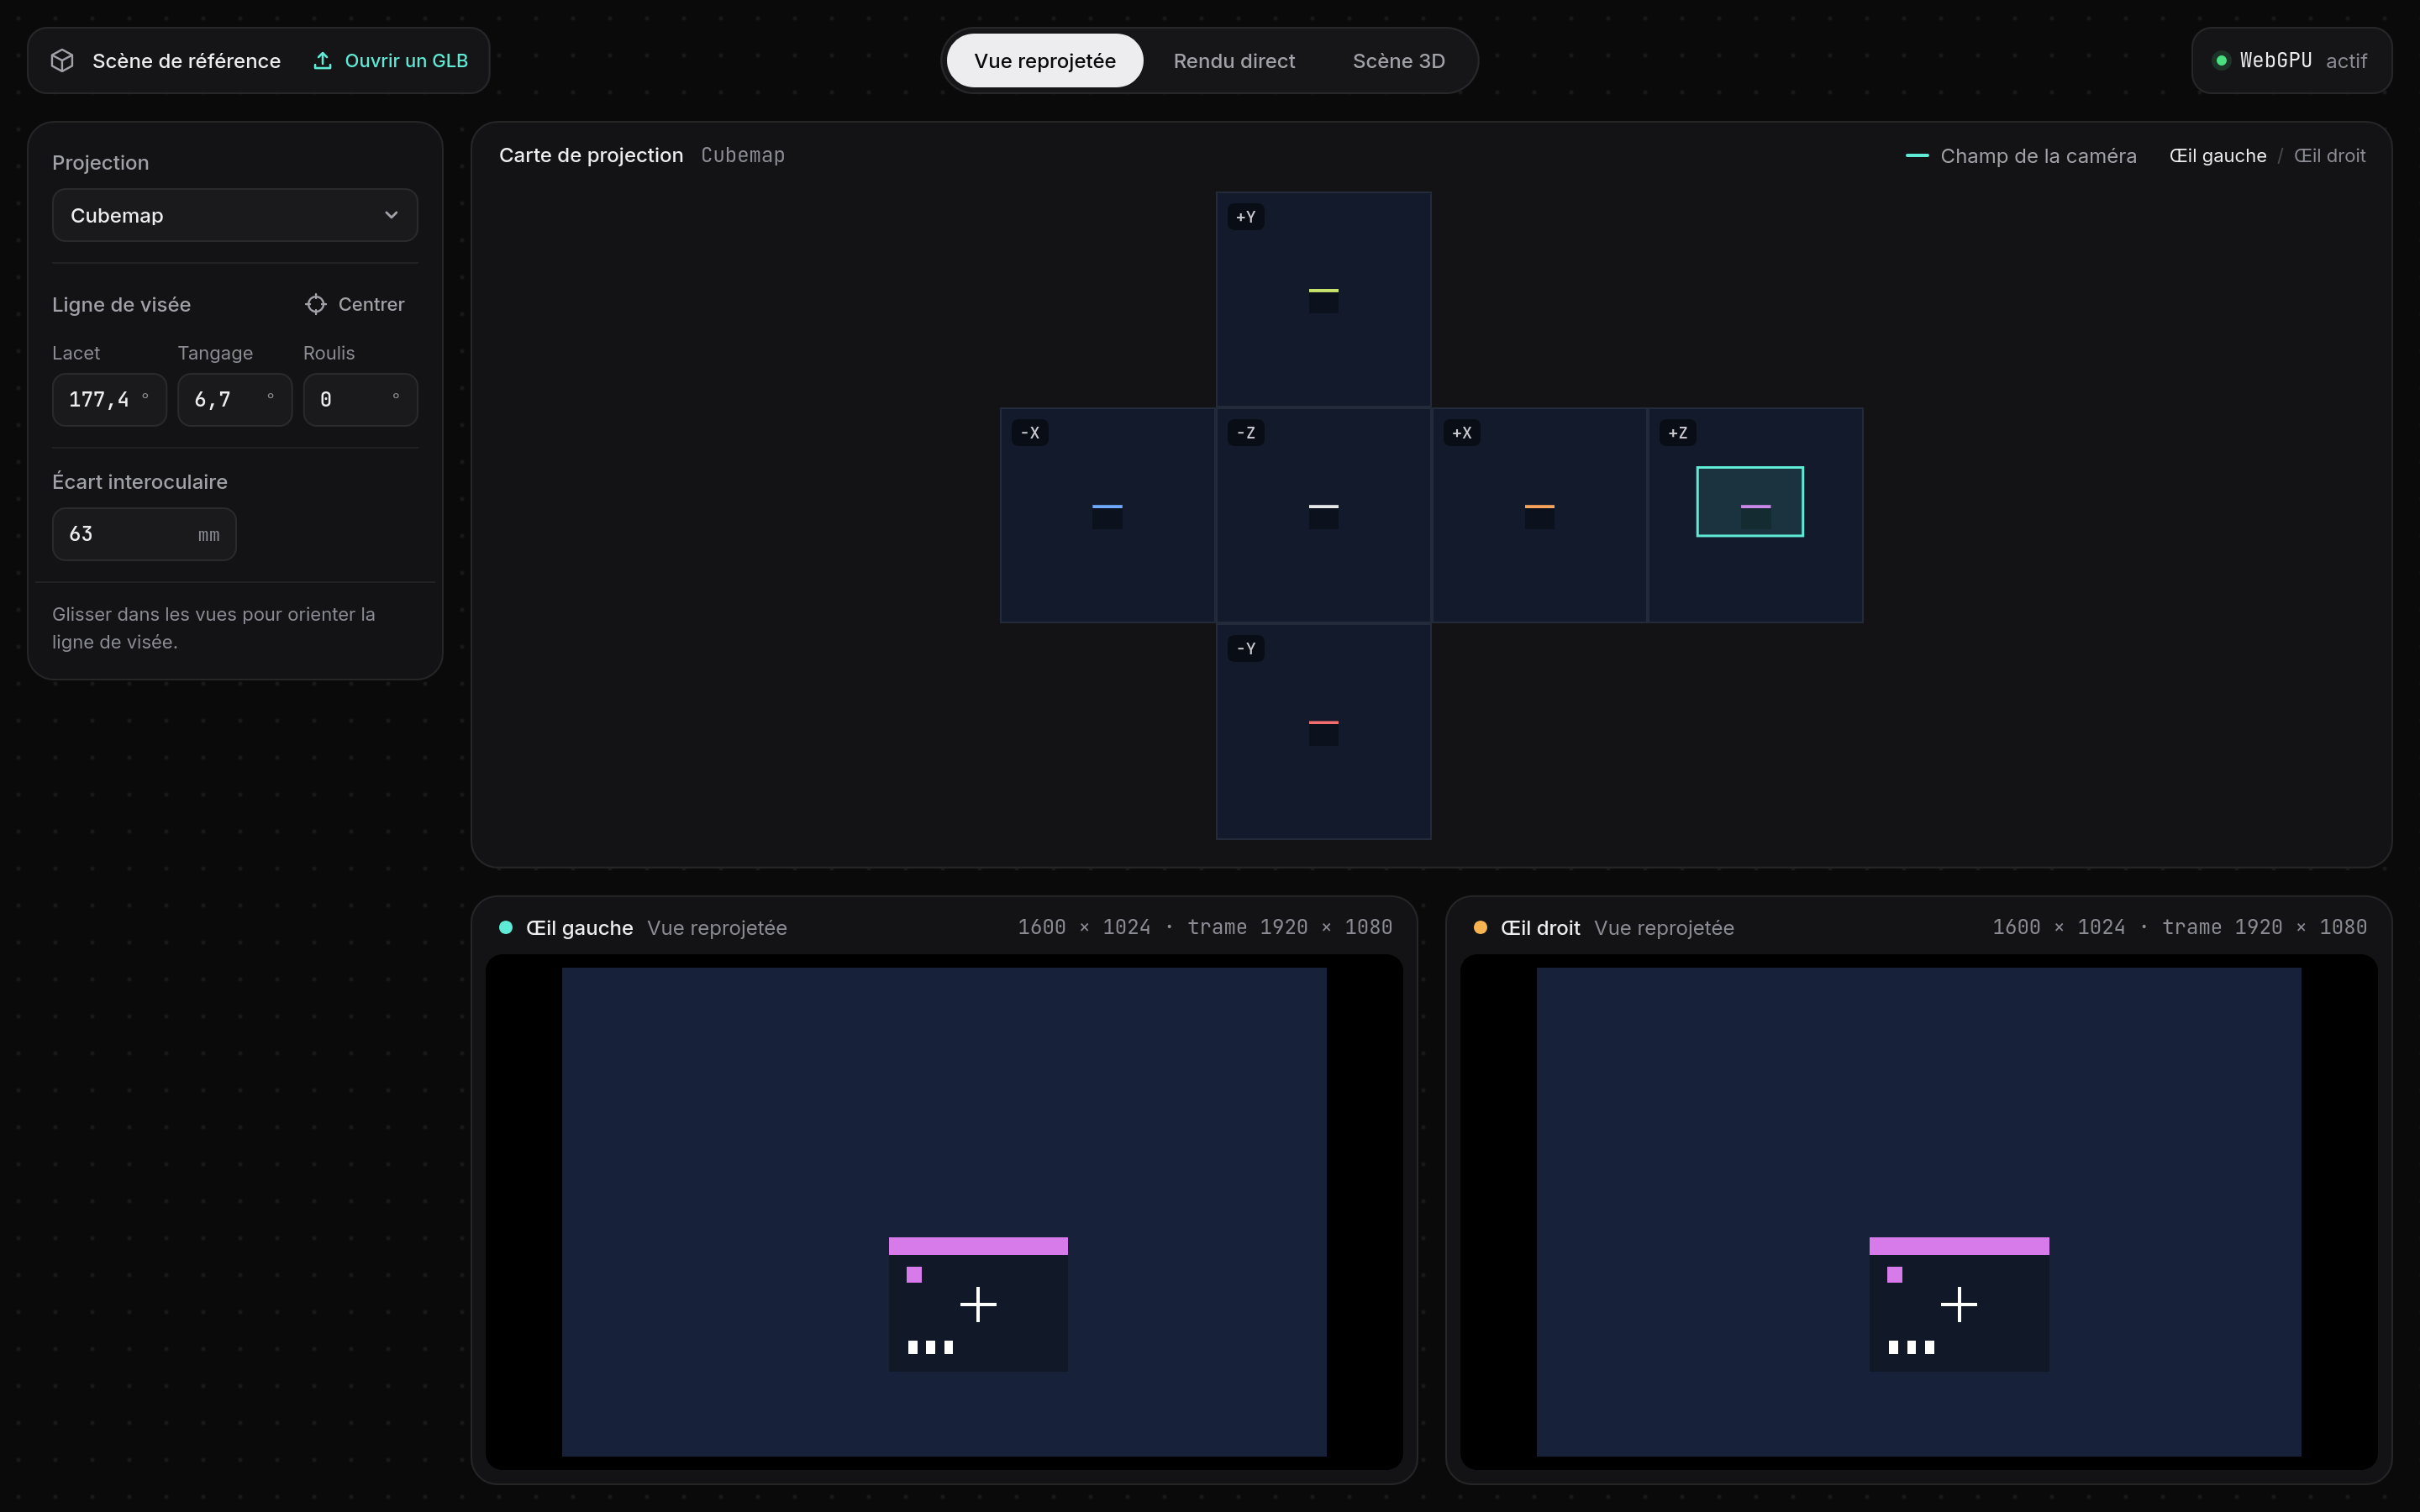 Scène de référence Ouvrir un GLB
Vue reprojetée Rendu direct Scène 3D
WebGPU actif
Projection
Cubemap
Ligne de visée Centrer
Lacet Tangage Roulis
177,4 ° 6,7 ° 0 °
Écart interoculaire
63 mm
Glisser dans les vues pour orienter la
ligne de visée.
Carte de projection Cubemap
Champ de la caméra Œil gauche / Œil droit
+Y
-X -Z +X +Z
-Y
Œil gauche Vue reprojetée 1600 × 1024 · trame 1920 × 1080
Œil droit Vue reprojetée 1600 × 1024 · trame 1920 × 1080